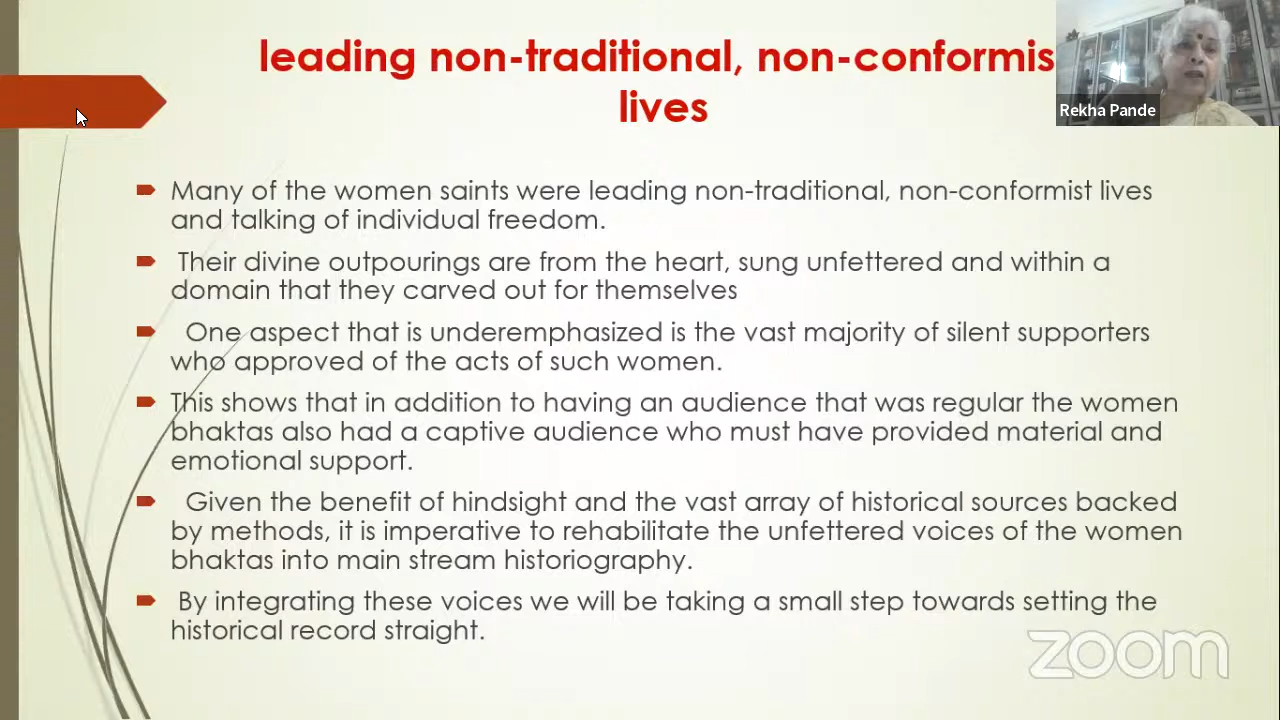 leading non-traditional, non-conformis
lives
Rekha Pande
Many of the women saints were leading non-traditional, non-conformist lives
and talking of individual freedom.
Their divine outpourings are from the heart, sung unfettered and within a
domain that they carved out for themselves
One aspect that is underemphasized is the vast majority of silent supporters
who approved of the acts of such women.
This shows that in addition to having an audience that was regular the women
bhaktas also had a captive audience who must have provided material and
emotional support.
Given the benefit of hindsight and the vast array of historical sources backed
by methods, it is imperative to rehabilitate the unfettered voices of the women
bhaktas into main stream historiography.
By integrating these voices we will be taking a small step towards setting the
historical record straight.
zoom